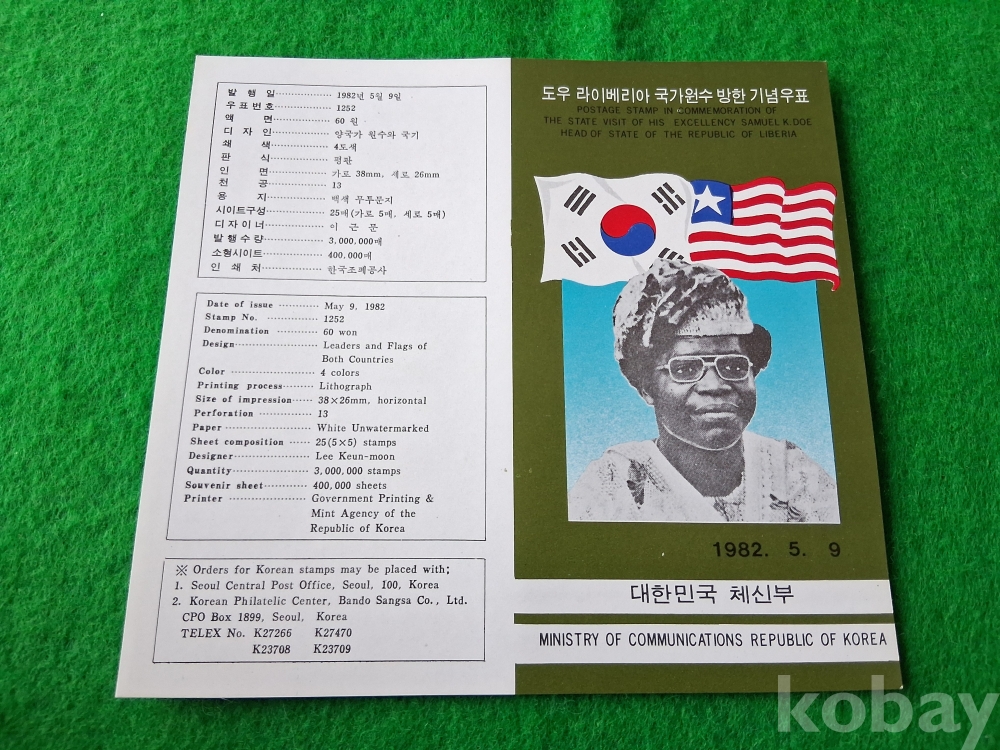 발 행 일 ················ 1982년 5월 9일
우표번호 ················ 1252
액 면 ················ 60 원
디 자 인 ················ 양국가 원수와 국기
쇄 색 ················ 4도색
판 식 ················ 평판
인 면 ················ 가로 38mm, 세로 26mm
천 공 ················ 13
용 지 ················ 백색 무투문지
시이트구성 ················ 25매(가로 5매, 세로 5매)
디 자 이 너 ················ 이 근 문
발 행 수 량 ················ 3,000,000매
소형시이트 ················ 400,000매
인 쇄 처 ················ 한국조폐공사
Date of issue ············ May 9, 1982
Stamp No. ··············· 1252
Denomination ············ 60 won
Design ····················· Leaders and Flags of
Both Countries
Color ····················· 4 colors
Printing process ········· Lithograph
Size of impression ······ 38×26mm, horizontal
Perforation ··············· 13
Paper ····················· White Unwatermarked
Sheet composition ······ 25(5×5) stamps
Designer ·················· Lee Keun-moon
Quantity ·················· 3,000,000 stamps
Souvenir sheet ············ 400,000 sheets
Printer ··················· Government Printing &
Mint Agency of the
Republic of Korea
※ Orders for Korean stamps may be placed with;
1. Seoul Central Post Office, Seoul, 100, Korea
2. Korean Philatelic Center, Bando Sangsa Co., Ltd.
CPO Box 1899, Seoul, Korea
TELEX No. K27266 K27470
K23708 K23709
도우 라이베리아 국가원수 방한 기념우표
POSTAGE STAMP IN COMMEMORATION OF
THE STATE VISIT OF HIS EXCELLENCY SAMUEL K. DOE
HEAD OF STATE OF THE REPUBLIC OF LIBERIA
1982. 5. 9
대한민국 체신부
MINISTRY OF COMMUNICATIONS REPUBLIC OF KOREA
kobay